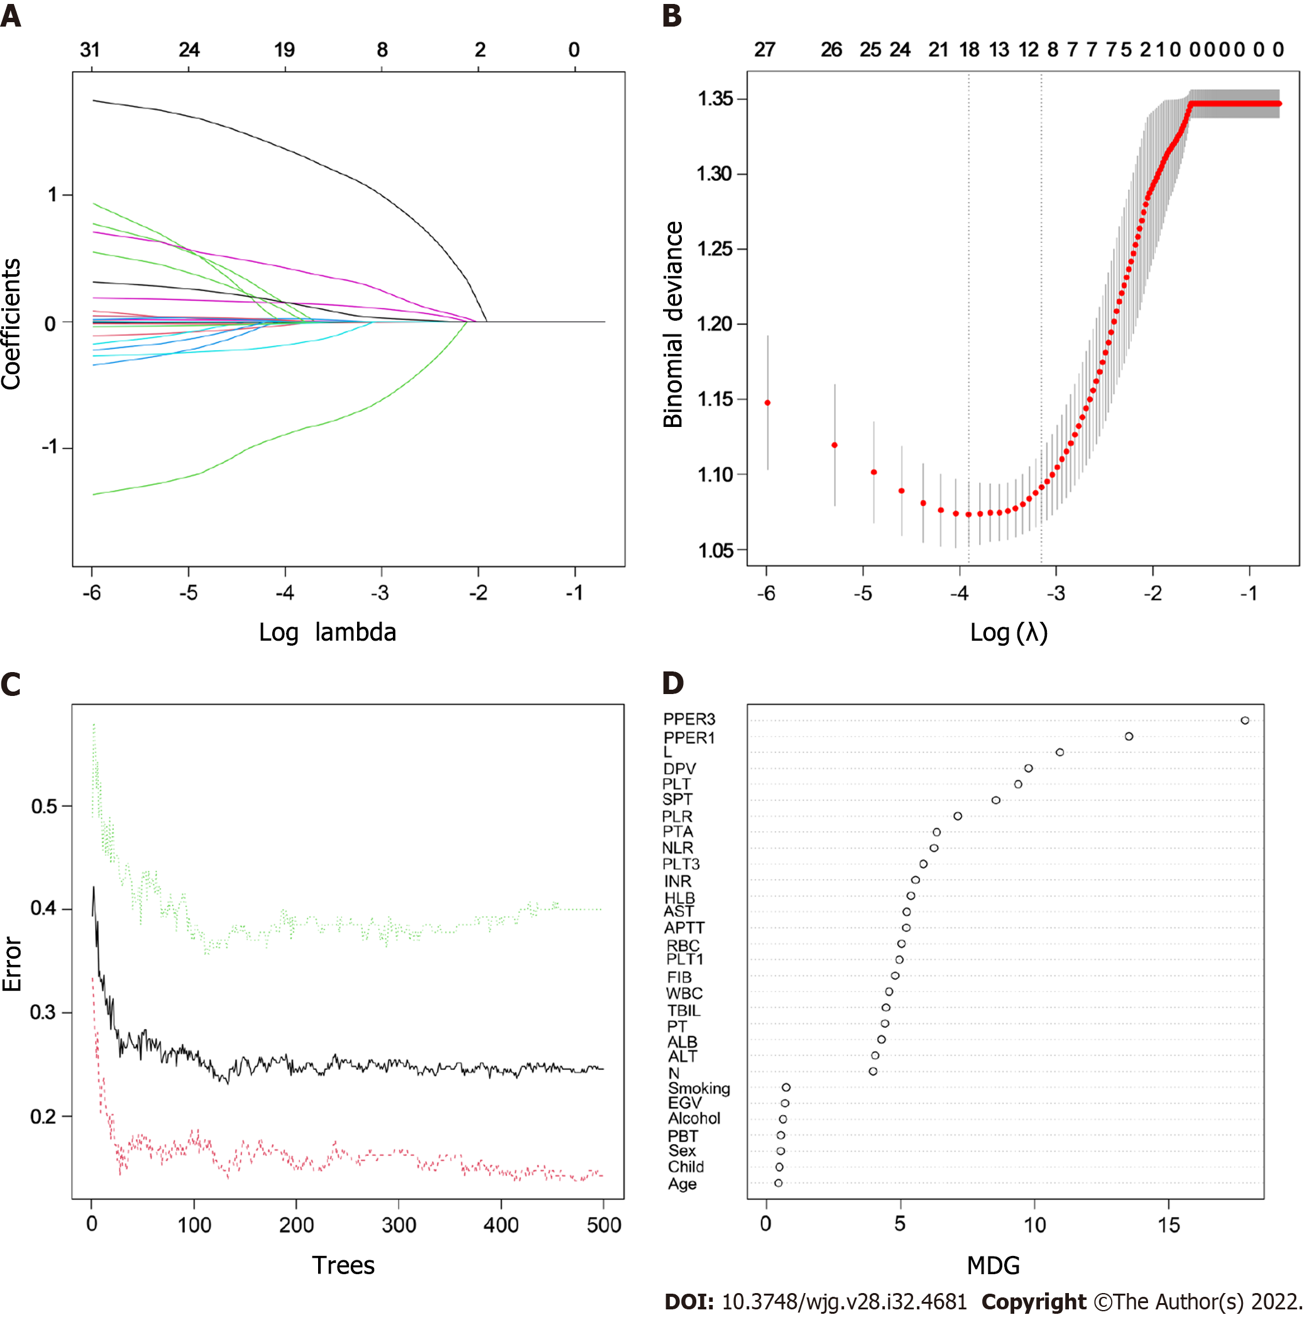 A
31 24 19 8 2 0
1
0
-1
Coefficients
-6 -5 -4 -3 -2 -1
Log lambda
B
27 26 25 24 21 18 13 12 8 7 7 7 5 2 1 0 0 0 0 0 0 0
1.35
1.30
1.25
1.20
1.15
1.10
1.05
Binomial deviance
-6 -5 -4 -3 -2 -1
Log (λ)
C
0.5
0.4
0.3
0.2
Error
0 100 200 300 400 500
Trees
D
PPER3
PPER1
L
DPV
PLT
SPT
PLR
PTA
NLR
PLT3
INR
HLB
AST
APTT
RBC
PLT1
FIB
WBC
TBIL
PT
ALB
ALT
N
Smoking
EGV
Alcohol
PBT
Sex
Child
Age
0 5 10 15
MDG
DOI: 10.3748/wjg.v28.i32.4681 Copyright ©The Author(s) 2022.